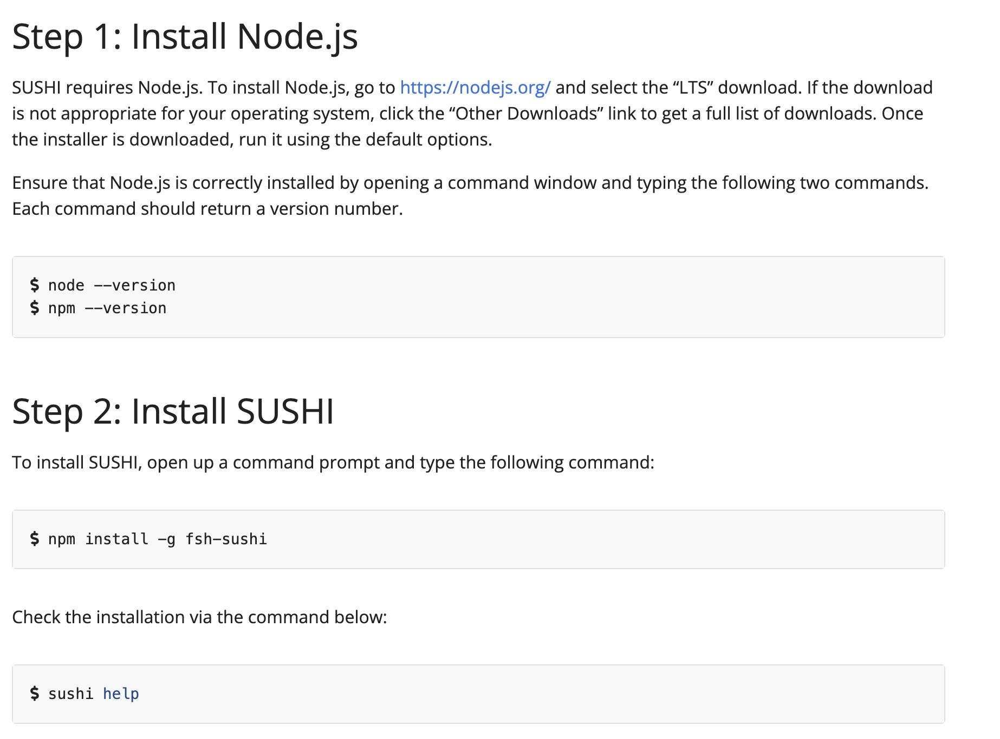 Step 1: Install Node.js
SUSHI requires Node.js. To install Node.js, go to https://nodejs.org/ and select the “LTS” download. If the download
is not appropriate for your operating system, click the “Other Downloads” link to get a full list of downloads. Once
the installer is downloaded, run it using the default options.
Ensure that Node.js is correctly installed by opening a command window and typing the following two commands.
Each command should return a version number.
$ node --version
$ npm --version
Step 2: Install SUSHI
To install SUSHI, open up a command prompt and type the following command:
$ npm install -g fsh-sushi
Check the installation via the command below:
$ sushi help